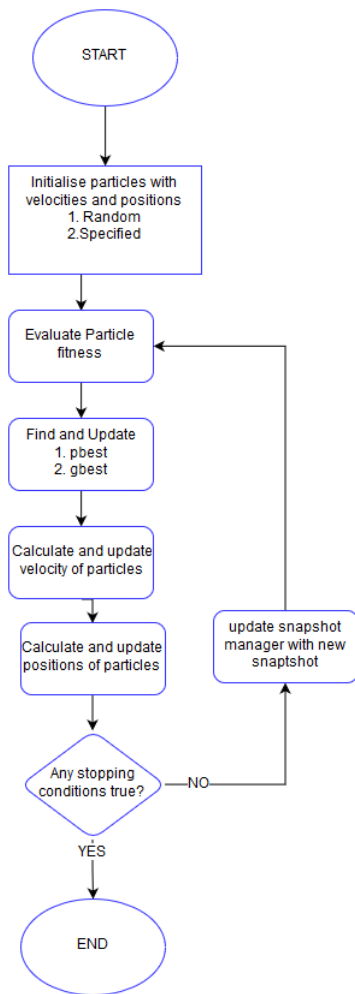 START
Initialise particles with
velocities and positions
1. Random
2.Specified
Evaluate Particle
fitness
Find and Update
1. pbest
2. gbest
Calculate and update
velocity of particles
Calculate and update
positions of particles
update snapshot
manager with new
snaptshot
Any stopping
conditions true?
NO
YES
END